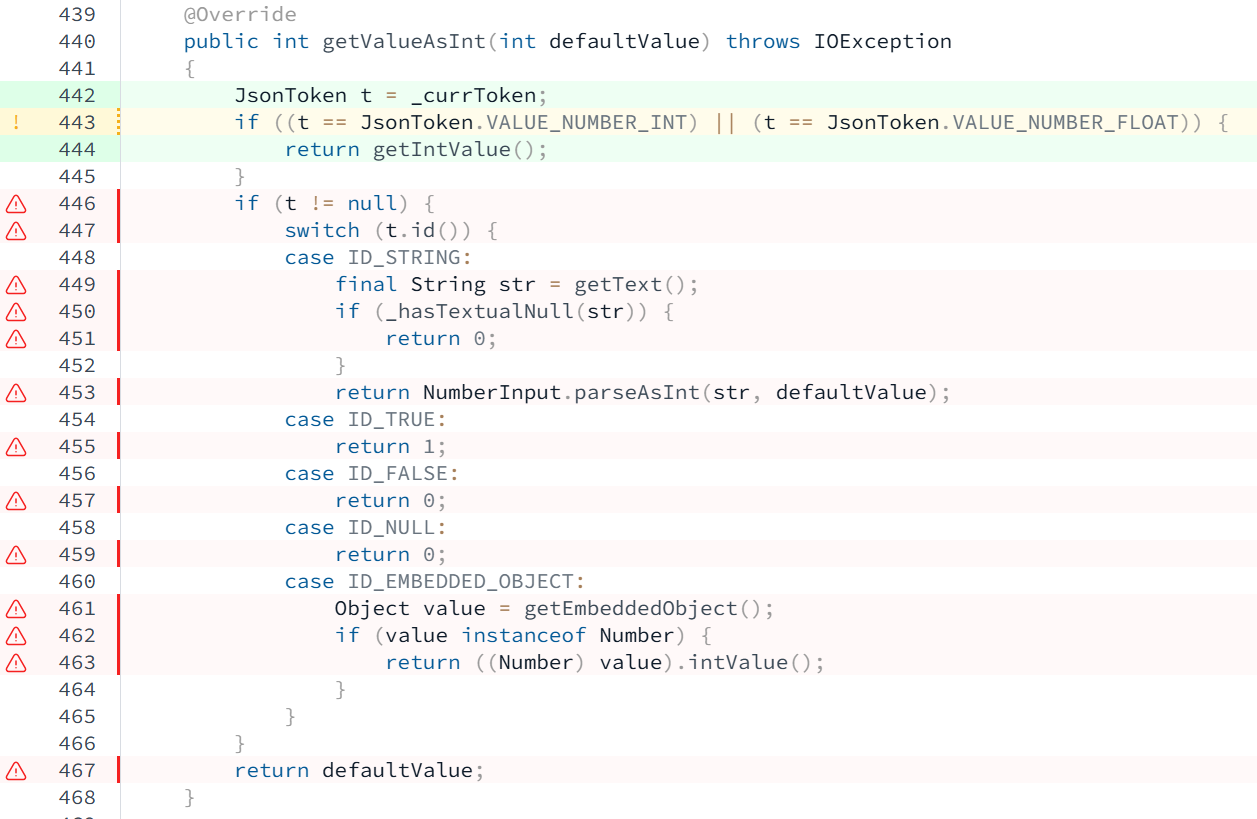 439 @Override
440 public int getValueAsInt(int defaultValue) throws IOException
441 {
442 JsonToken t = _currToken;
! 443 if ((t == JsonToken.VALUE_NUMBER_INT) || (t == JsonToken.VALUE_NUMBER_FLOAT)) {
444 return getIntValue();
445 }
446 if (t != null) {
447 switch (t.id()) {
448 case ID_STRING:
449 final String str = getText();
450 if (_hasTextualNull(str)) {
451 return 0;
452 }
453 return NumberInput.parseAsInt(str, defaultValue);
454 case ID_TRUE:
455 return 1;
456 case ID_FALSE:
457 return 0;
458 case ID_NULL:
459 return 0;
460 case ID_EMBEDDED_OBJECT:
461 Object value = getEmbeddedObject();
462 if (value instanceof Number) {
463 return ((Number) value).intValue();
464 }
465 }
466 }
467 return defaultValue;
468 }